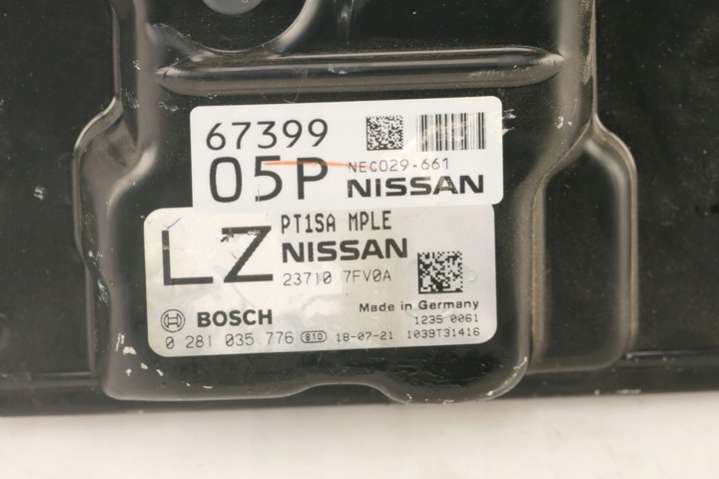 67399
05P
NEC029-661
NISSAN
PT1SA MPLE
LZ
NISSAN
23710 7FV0A
BOSCH
Made in Germany
1235 0061
0 281 035 776 810 18-07-21 1039T31416